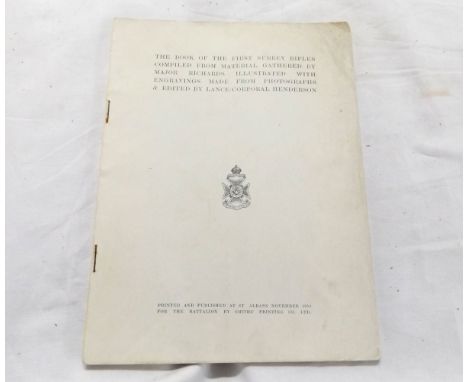 THE BOOK OF THE FIRST SURREY RIFLES
COMPILED FROM MATERIAL GATHERED BY
MAJOR RICHARDS, ILLUSTRATED WITH
ENGRAVINGS MADE FROM PHOTOGRAPHS
& EDITED BY LANCE-CORPORAL HENDERSON
PRINTED AND PUBLISHED AT ST ALBANS NOVEMBER
FOR THE BATTALION BY PRINTING CO. LTD.